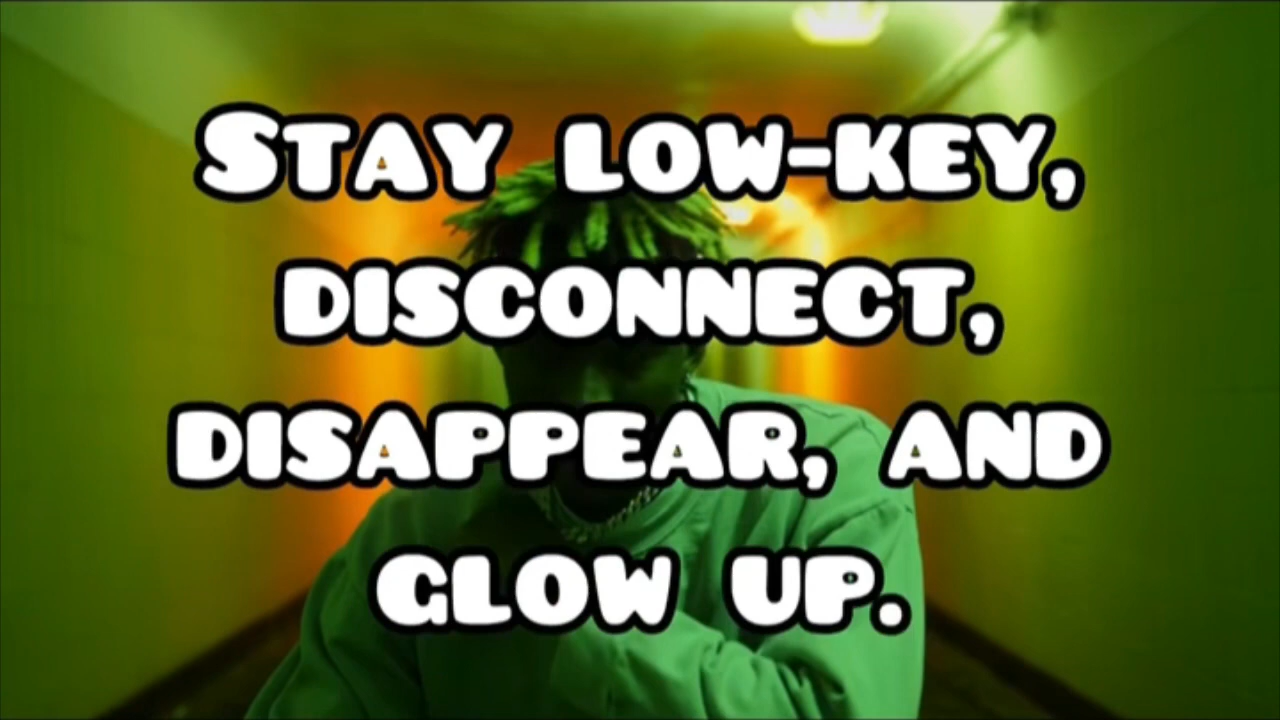 Stay low-key,
disconnect,
disappear, and
glow up.